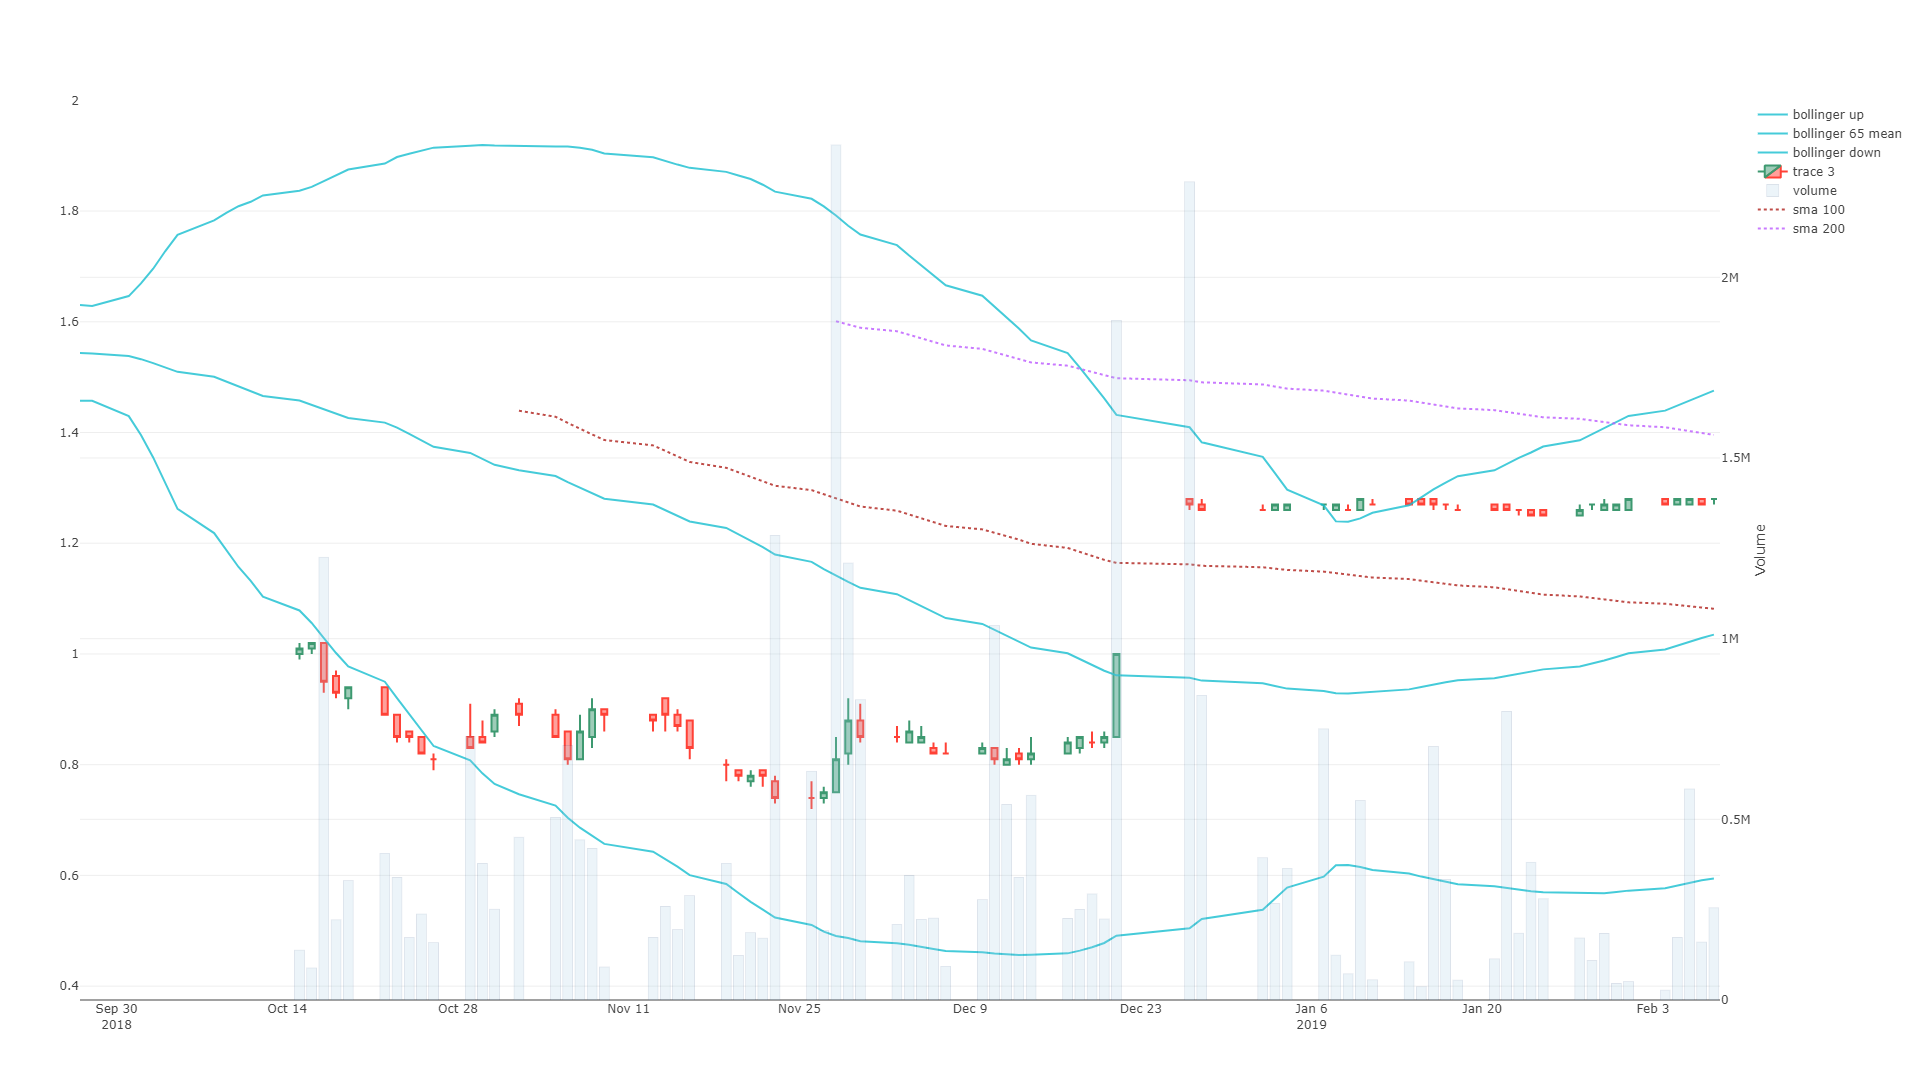 2
1.8
1.6
1.4
1.2
1
0.8
0.6
0.4
Sep 30
2018
Oct 14
Oct 28
Nov 11
Nov 25
Dec 9
Dec 23
Jan 6
2019
Jan 20
Feb 3
2M
1.5M
1M
0.5M
0
Volume
bollinger up
bollinger 65 mean
bollinger down
trace 3
volume
sma 100
sma 200